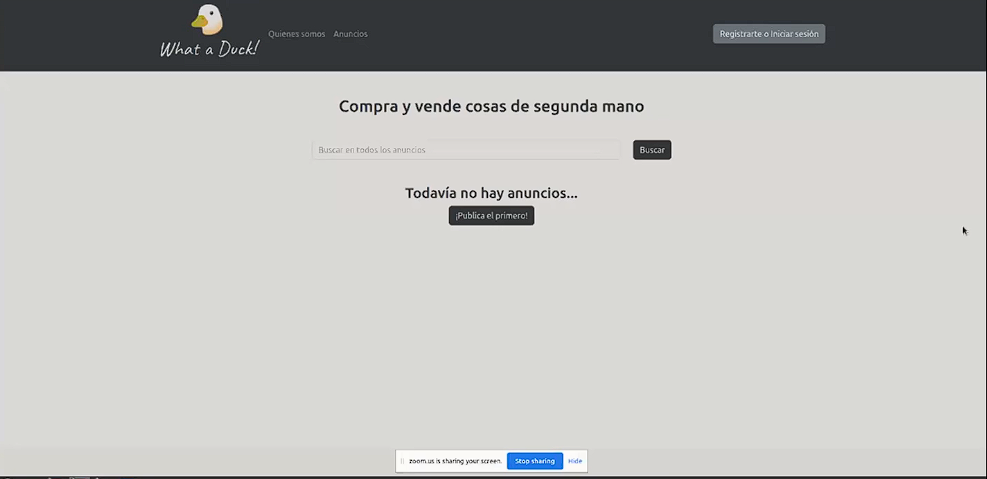 What a Duck!
Quienes somos Anuncios
Registrarte o Iniciar sesión
Compra y vende cosas de segunda mano
Buscar en todos los anuncios
Buscar
Todavía no hay anuncios...
¡Publica el primero!
zoom.us is sharing your screen. Stop sharing Hide